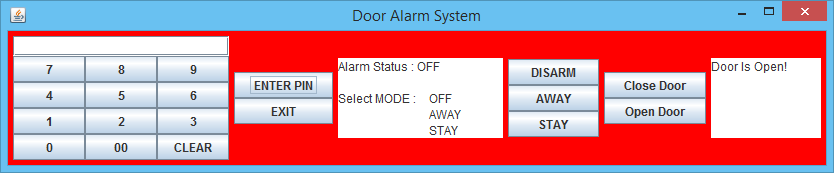 Door Alarm System
7 8 9
4 5 6
1 2 3
0 00 CLEAR
ENTER PIN
EXIT
Alarm Status : OFF
Select MODE : OFF
AWAY
STAY
DISARM
AWAY
STAY
Close Door
Open Door
Door Is Open!